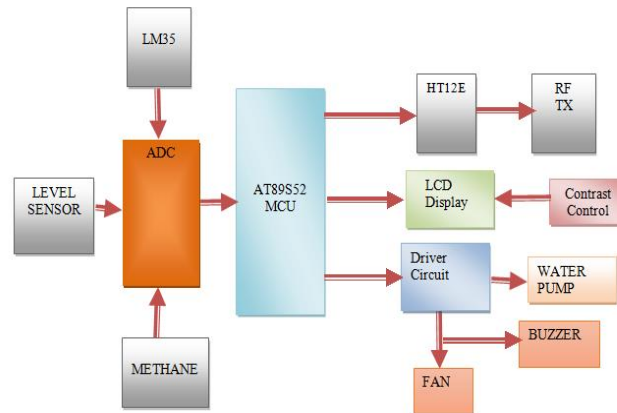 LM35
ADC
LEVEL
SENSOR
METHANE
AT89S52
MCU
HT12E
RF
TX
LCD
Display
Contrast
Control
Driver
Circuit
WATER
PUMP
BUZZER
FAN